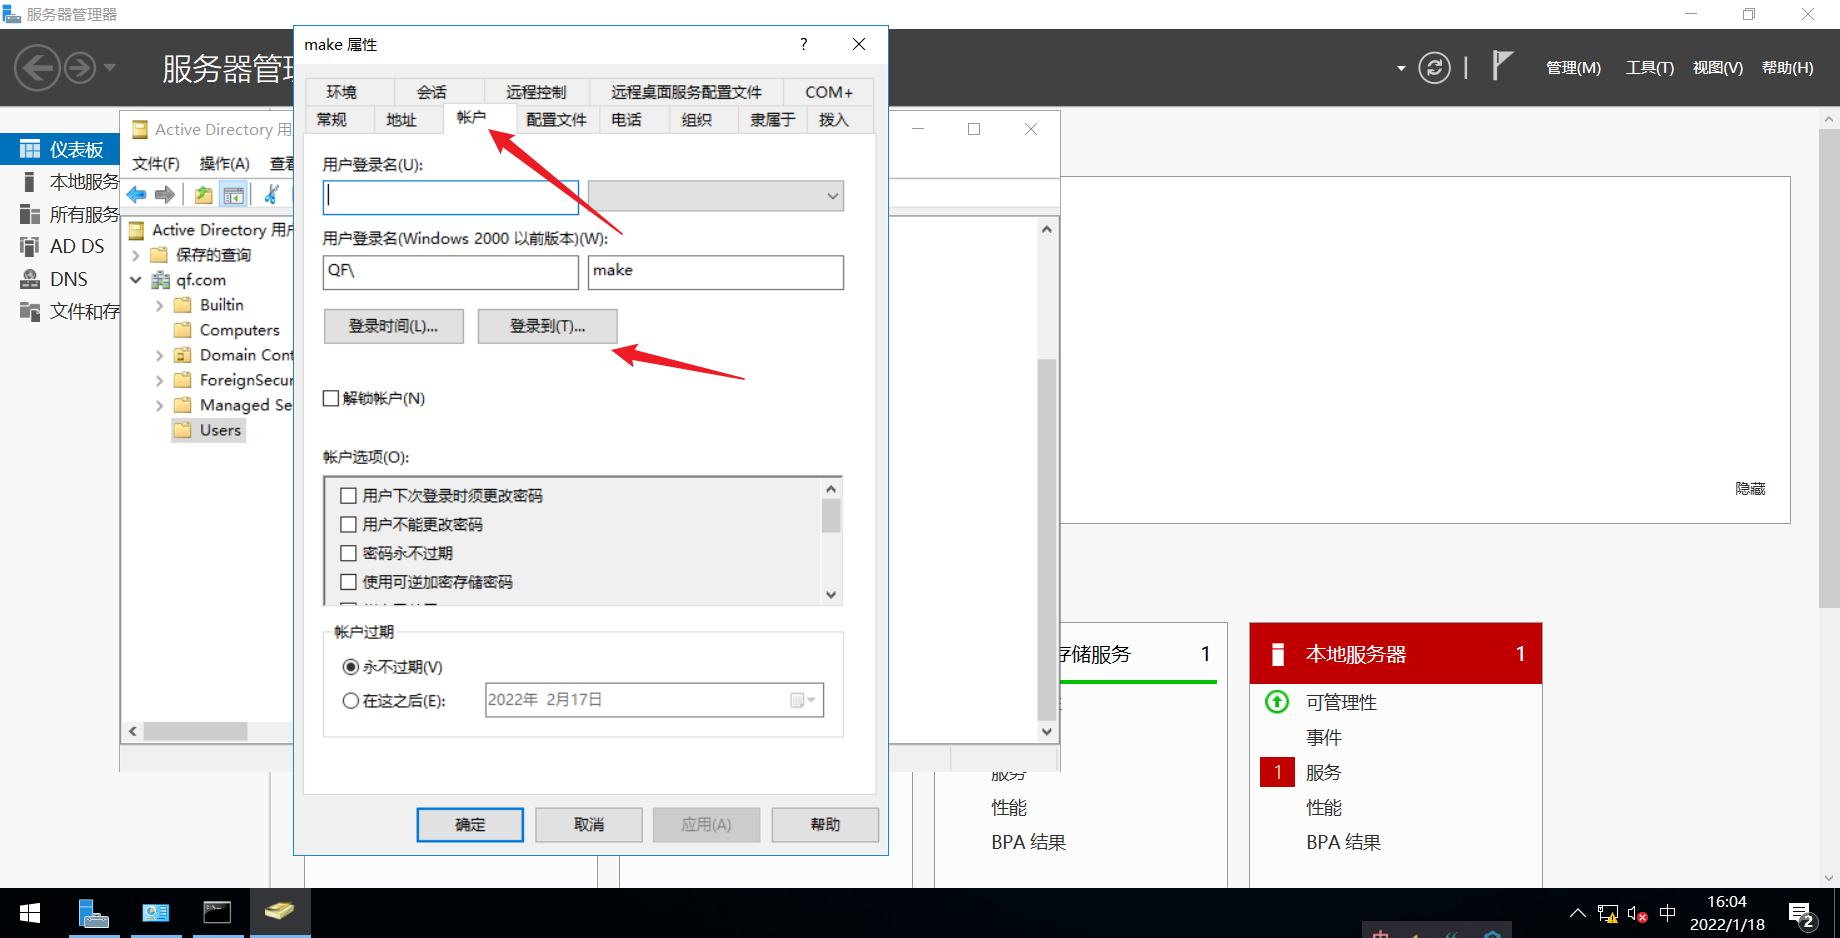 服务器管理器
服务器管理
管理(M) 工具(T) 视图(V) 帮助(H)
仪表板
本地服务
所有服务
AD DS
DNS
文件和存
Active Directory 用
文件(F) 操作(A) 查看
Active Directory 用户
保存的查询
qf.com
Builtin
Computers
Domain Cont
ForeignSecur
Managed Se
Users
make 属性
?
环境 会话 远程控制 远程桌面服务配置文件 COM+
常规 地址 帐户 配置文件 电话 组织 隶属于 拨入
用户登录名(U):
用户登录名(Windows 2000 以前版本)(W):
QF\ make
登录时间(L)... 登录到(T)...
解锁帐户(N)
帐户选项(O):
用户下次登录时须更改密码
用户不能更改密码
密码永不过期
使用可逆加密存储密码
帐户过期
永不过期(V)
在这之后(E): 2022年 2月17日
确定 取消 应用(A) 帮助
隐藏
存储服务 1
服务
性能
BPA 结果
本地服务器 1
可管理性
事件
1 服务
性能
BPA 结果
中
16:04
2022/1/18
2